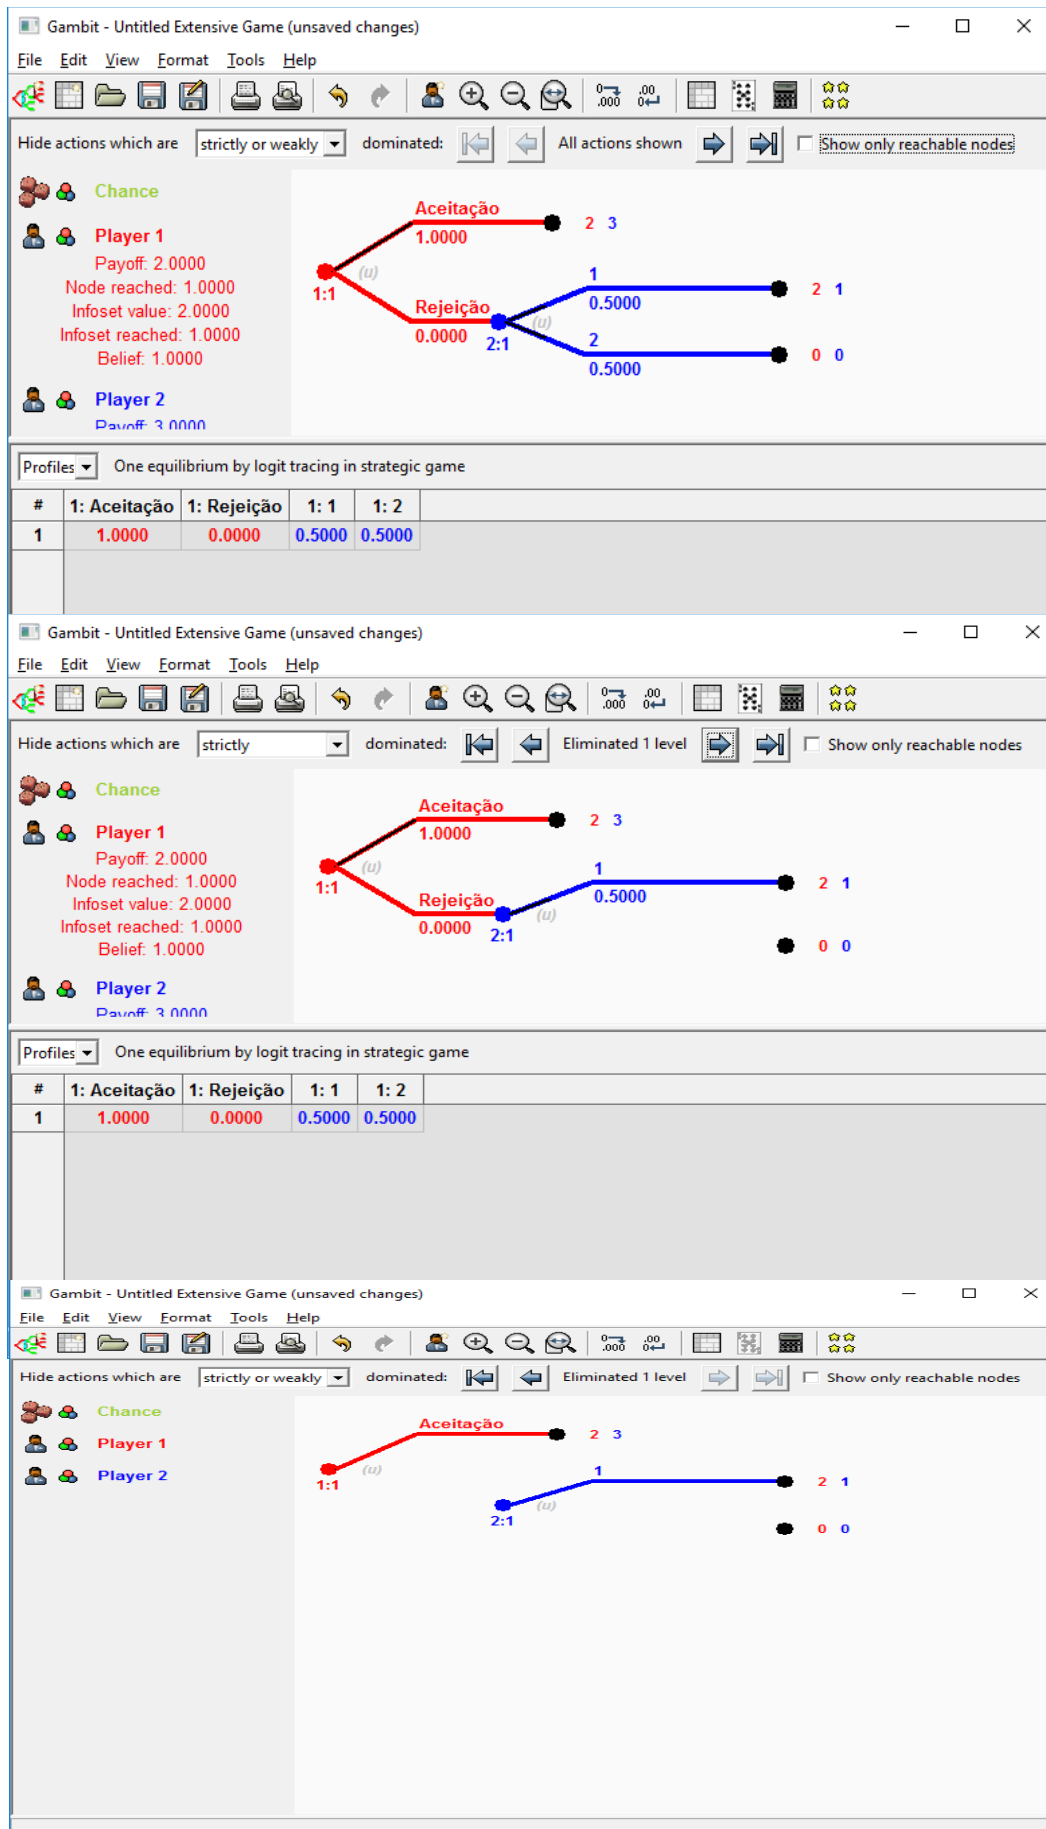 Gambit - Untitled Extensive Game (unsaved changes)
File Edit View Format Tools Help
Hide actions which are strictly or weakly dominated: All actions shown Show only reachable nodes
Chance
Player 1
Payoff: 2.0000
Node reached: 1.0000
Infoset value: 2.0000
Infoset reached: 1.0000
Belief: 1.0000
Player 2
Payoff: 3.0000
Aceitação
1.0000
2 3
1:1
(u)
Rejeição
0.0000
2:1
(u)
1
0.5000
2 1
2
0.5000
0 0
Profiles One equilibrium by logit tracing in strategic game
# 1: Aceitação 1: Rejeição 1: 1 1: 2
1 1.0000 0.0000 0.5000 0.5000
Gambit - Untitled Extensive Game (unsaved changes)
File Edit View Format Tools Help
Hide actions which are strictly dominated: Eliminated 1 level Show only reachable nodes
Chance
Player 1
Payoff: 2.0000
Node reached: 1.0000
Infoset value: 2.0000
Infoset reached: 1.0000
Belief: 1.0000
Player 2
Payoff: 3.0000
Aceitação
1.0000
2 3
1:1
(u)
Rejeição
0.0000
2:1
(u)
1
0.5000
2 1
0 0
Profiles One equilibrium by logit tracing in strategic game
# 1: Aceitação 1: Rejeição 1: 1 1: 2
1 1.0000 0.0000 0.5000 0.5000
Gambit - Untitled Extensive Game (unsaved changes)
File Edit View Format Tools Help
Hide actions which are strictly or weakly dominated: Eliminated 1 level Show only reachable nodes
Chance
Player 1
Player 2
Aceitação
2 3
1:1
(u)
1
2:1
(u)
2 1
0 0